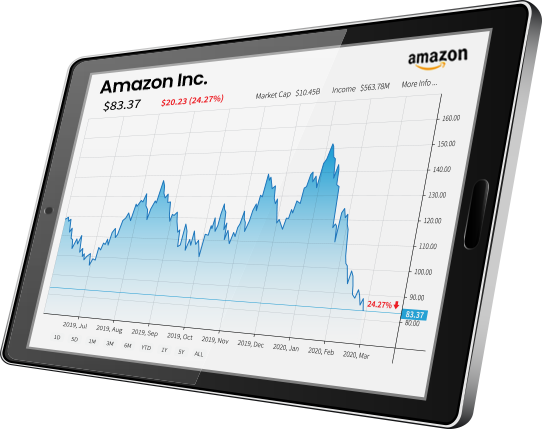 Amazon Inc.
amazon
$83.37
$20.23 (24.27%)
Market Cap $10.45B Income $563.78M More Info ...
160.00
150.00
140.00
130.00
120.00
110.00
100.00
90.00
24.27%
83.37
80.00
2019, Jul 2019, Aug 2019, Sep 2019, Oct 2019, Nov 2019, Dec 2020, Jan 2020, Feb 2020, Mar
1D 5D 1M 3M 6M YTD 1Y 5Y ALL